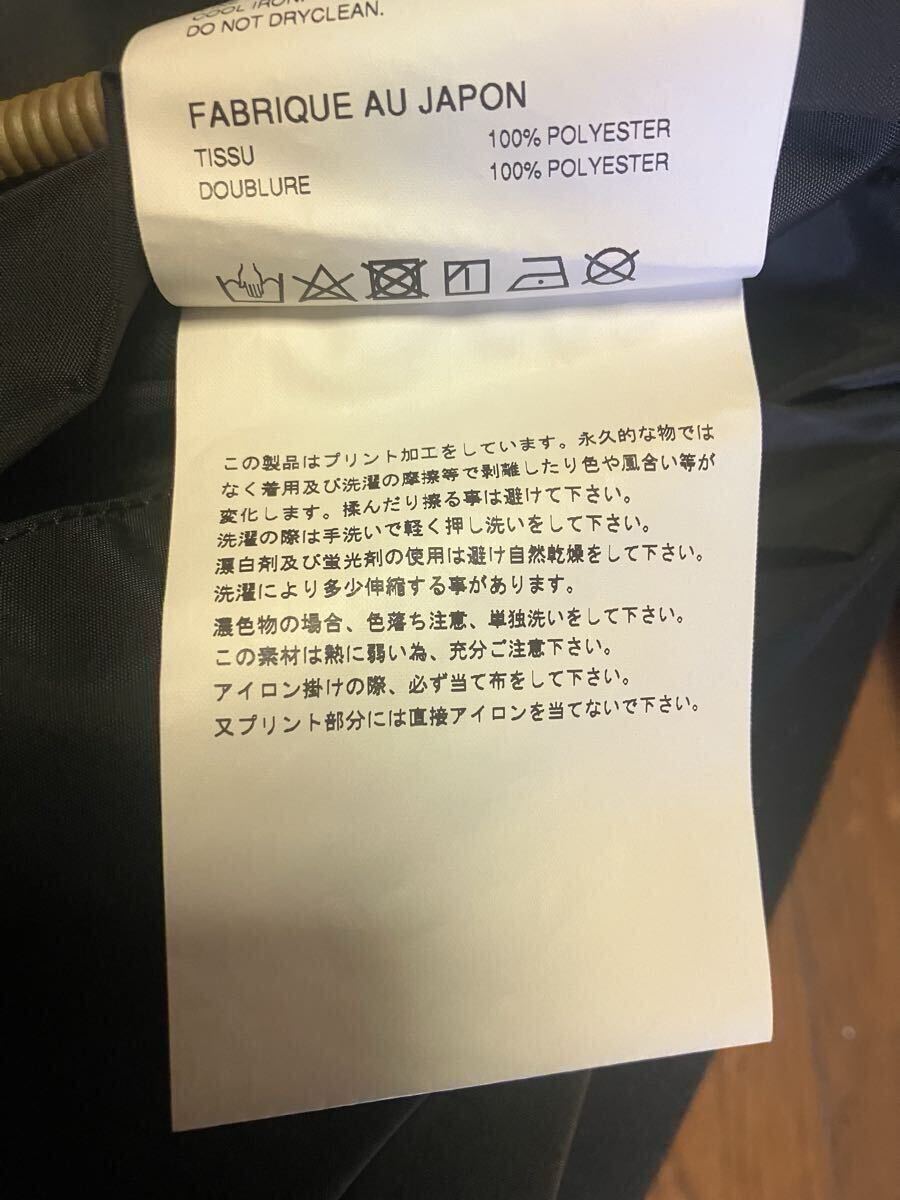 COOL IRON.
DO NOT DRYCLEAN.
FABRIQUE AU JAPON
TISSU 100% POLYESTER
DOUBLURE 100% POLYESTER
この製品はプリント加工をしています。永久的な物では
なく着用及び洗濯の摩擦等で剥離したり色や風合い等が
変化します。揉んだり擦る事は避けて下さい。
洗濯の際は手洗いで軽く押し洗いをして下さい。
漂白剤及び蛍光剤の使用は避け自然乾燥をして下さい。
洗濯により多少伸縮する事があります。
濃色物の場合、色落ち注意、単独洗いをして下さい。
この素材は熱に弱い為、充分ご注意下さい。
アイロン掛けの際、必ず当て布をして下さい。
又プリント部分には直接アイロンを当てないで下さい。